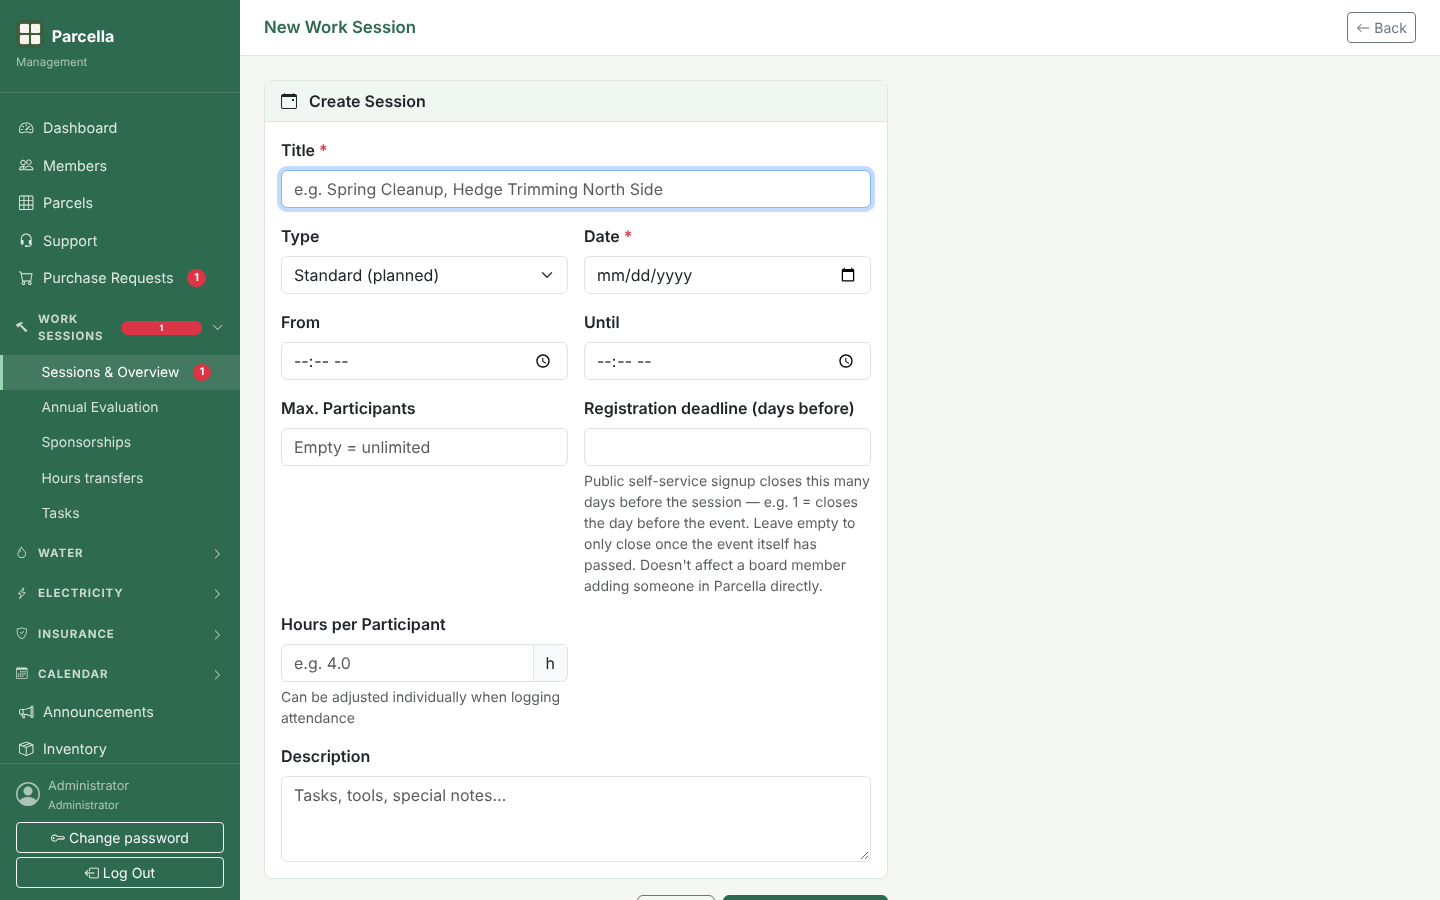 Parcella
Management
Dashboard
Members
Parcels
Support
Purchase Requests 1
WORK SESSIONS 1
Sessions & Overview 1
Annual Evaluation
Sponsorships
Hours transfers
Tasks
WATER
ELECTRICITY
INSURANCE
CALENDAR
Announcements
Inventory
Administrator
Administrator
Change password
Log Out
New Work Session
← Back
Create Session
Title *
e.g. Spring Cleanup, Hedge Trimming North Side
Type
Standard (planned)
Date *
mm/dd/yyyy
From
--:-- --
Until
--:-- --
Max. Participants
Empty = unlimited
Registration deadline (days before)
Public self-service signup closes this many
days before the session — e.g. 1 = closes
the day before the event. Leave empty to
only close once the event itself has
passed. Doesn't affect a board member
adding someone in Parcella directly.
Hours per Participant
e.g. 4.0 h
Can be adjusted individually when logging
attendance
Description
Tasks, tools, special notes...